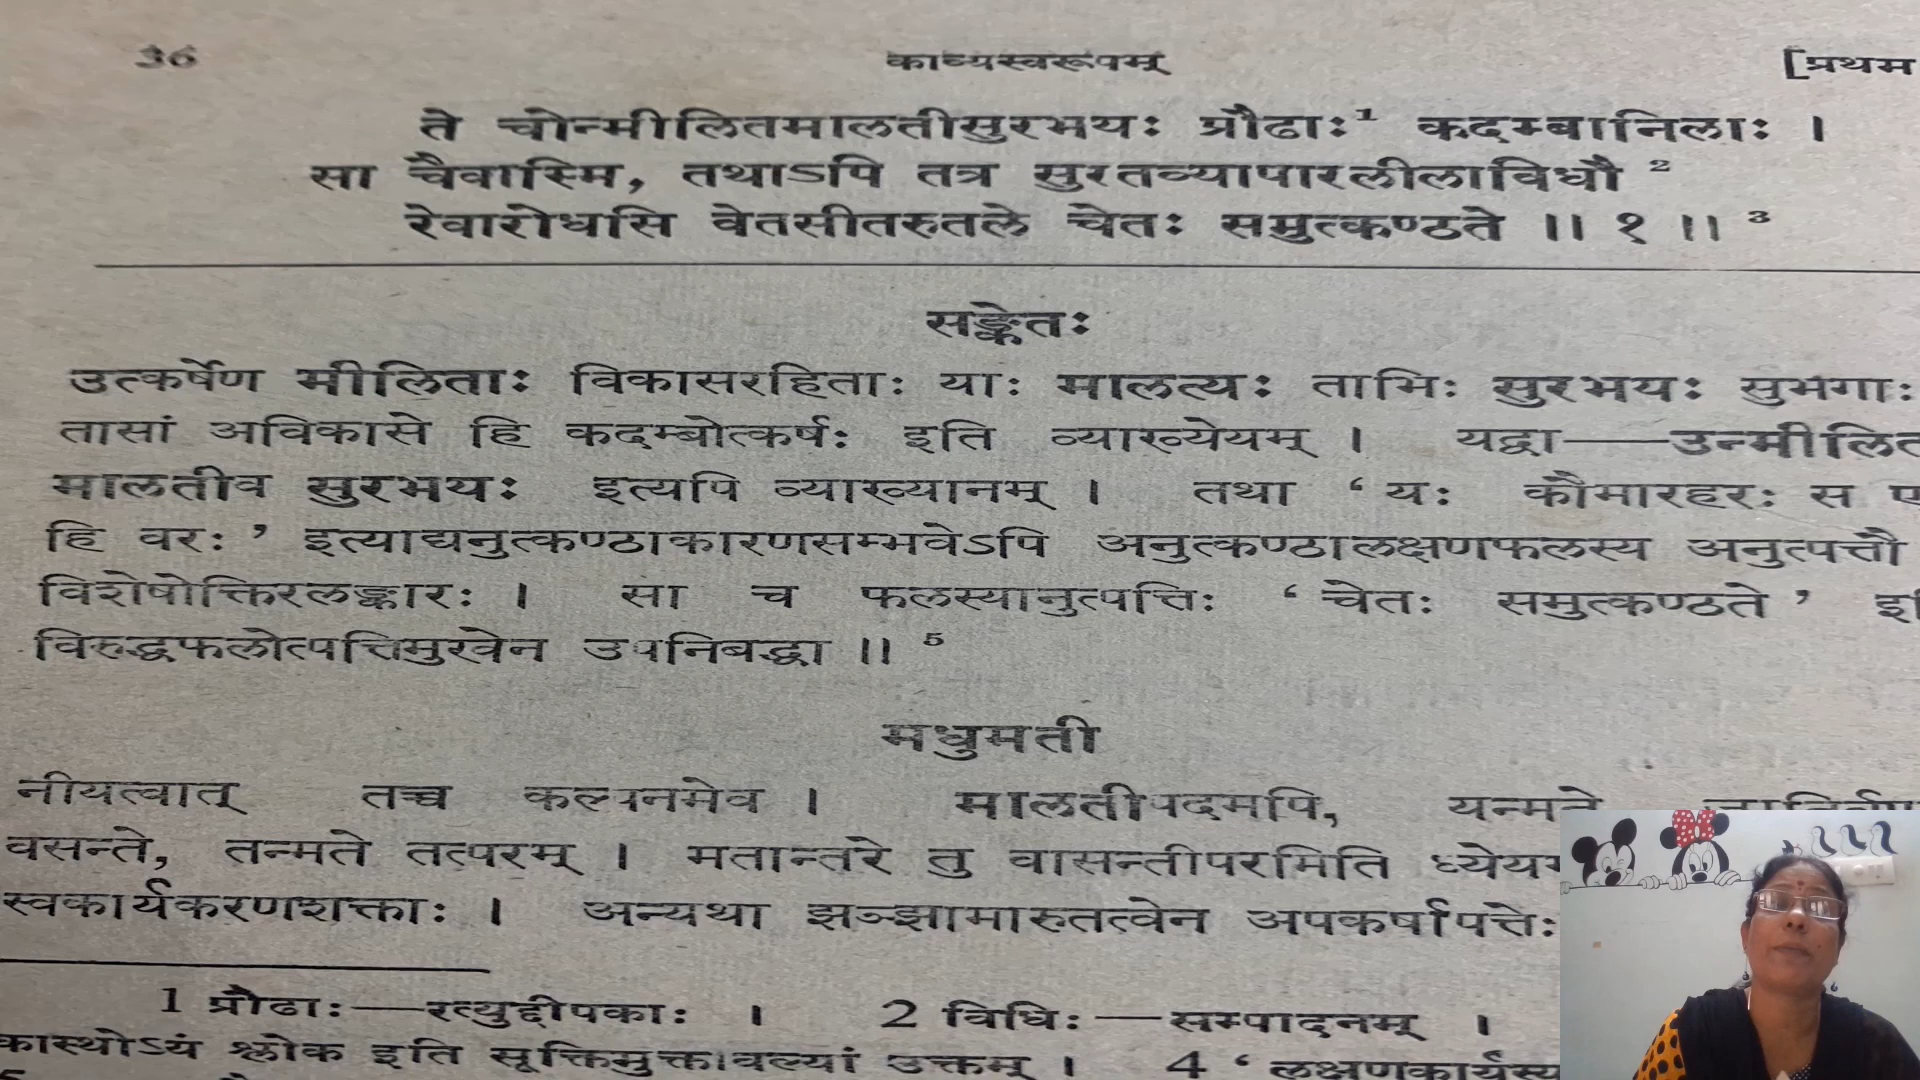 36 काव्यस्वरूपम् [प्रथम
ते चोन्मीलितमालतीसुरभयः प्रौढाः¹ कदम्बानिलाः ।
सा चैवास्मि, तथाऽपि तत्र सुरतव्यापारलीलाविधौ ²
रेवारोधसि वेतसीतरुतले चेतः समुत्कण्ठते ॥ १ ॥ ³
सङ्केतः
उत्कर्षेण मीलिताः विकासरहिताः याः मालत्यः ताभिः सुरभयः सुभगाः
तासां अविकासे हि कदम्बोत्कर्षः इति व्याख्येयम् । यद्वा—उन्मीलित
मालतीव सुरभयः इत्यपि व्याख्यानम् । तथा ‘ यः कौमारहरः स ए
हि वरः ’ इत्याद्यनुत्कण्ठाकारणसम्भवेऽपि अनुत्कण्ठालक्षणफलस्य अनुत्पत्तौ
विशेषोक्तिरलङ्कारः । सा च फलस्यानुत्पत्तिः ‘ चेतः समुत्कण्ठते ’
विरुद्धफलोत्पत्तिमुखेन उपनिबद्धा ॥ ⁵
मधुमती
नीयत्वात् तच्च कल्पनमेव । मालतीपदमपि, यन्मते
वसन्ते, तन्मते तत्परम् । मतान्तरे तु वासन्तीपरमिति
स्वकार्यकरणशक्ताः । अन्यथा झञ्झामारुतत्वेन अपकर्षापत्तेः
1 प्रौढाः—रत्युद्दीपकाः । 2 विधिः—सम्पादनम् ।
कास्थोऽयं श्लोक इति सूक्तिमुक्तावल्यां उक्तम् । 4 ‘ लक्षणकार्यस्य